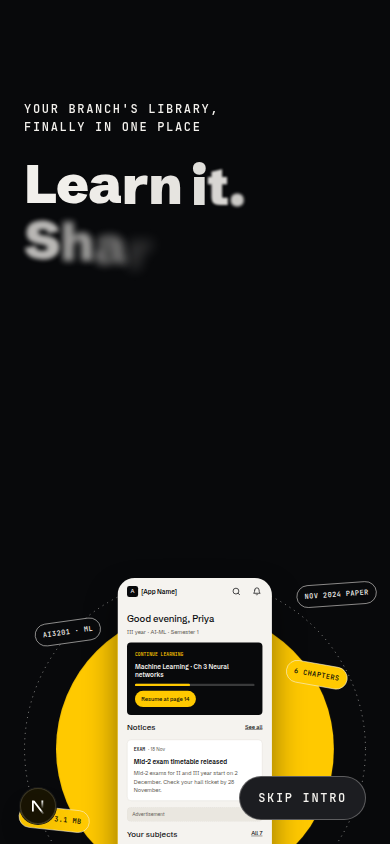 YOUR BRANCH'S LIBRARY,
FINALLY IN ONE PLACE
Learn it.
Shar
[App Name]
NOV 2024 PAPER
AI3201 · ML
Good evening, Priya
III year · AI-ML · Semester 1
CONTINUE LEARNING
Machine Learning · Ch 3 Neural
networks
6 CHAPTERS
Resume at page 14
Notices
See all
EXAM · 18 Nov
Mid-2 exam timetable released
Mid-2 exams for II and III year start on 2
December. Check your hall ticket by 28
November.
SKIP INTRO
N
3.1 MB
Advertisement
Your subjects
All 7